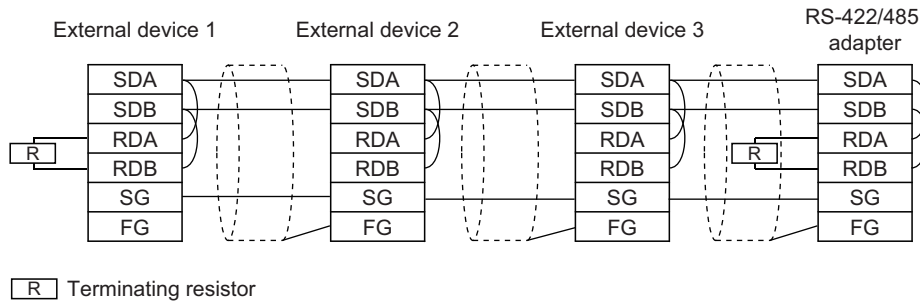 External device 1
External device 2
External device 3
RS-422/485
adapter
SDA
SDB
RDA
RDB
SG
FG
SDA
SDB
RDA
RDB
SG
FG
SDA
SDB
RDA
RDB
SG
FG
SDA
SDB
RDA
RDB
SG
FG
R
R
R Terminating resistor